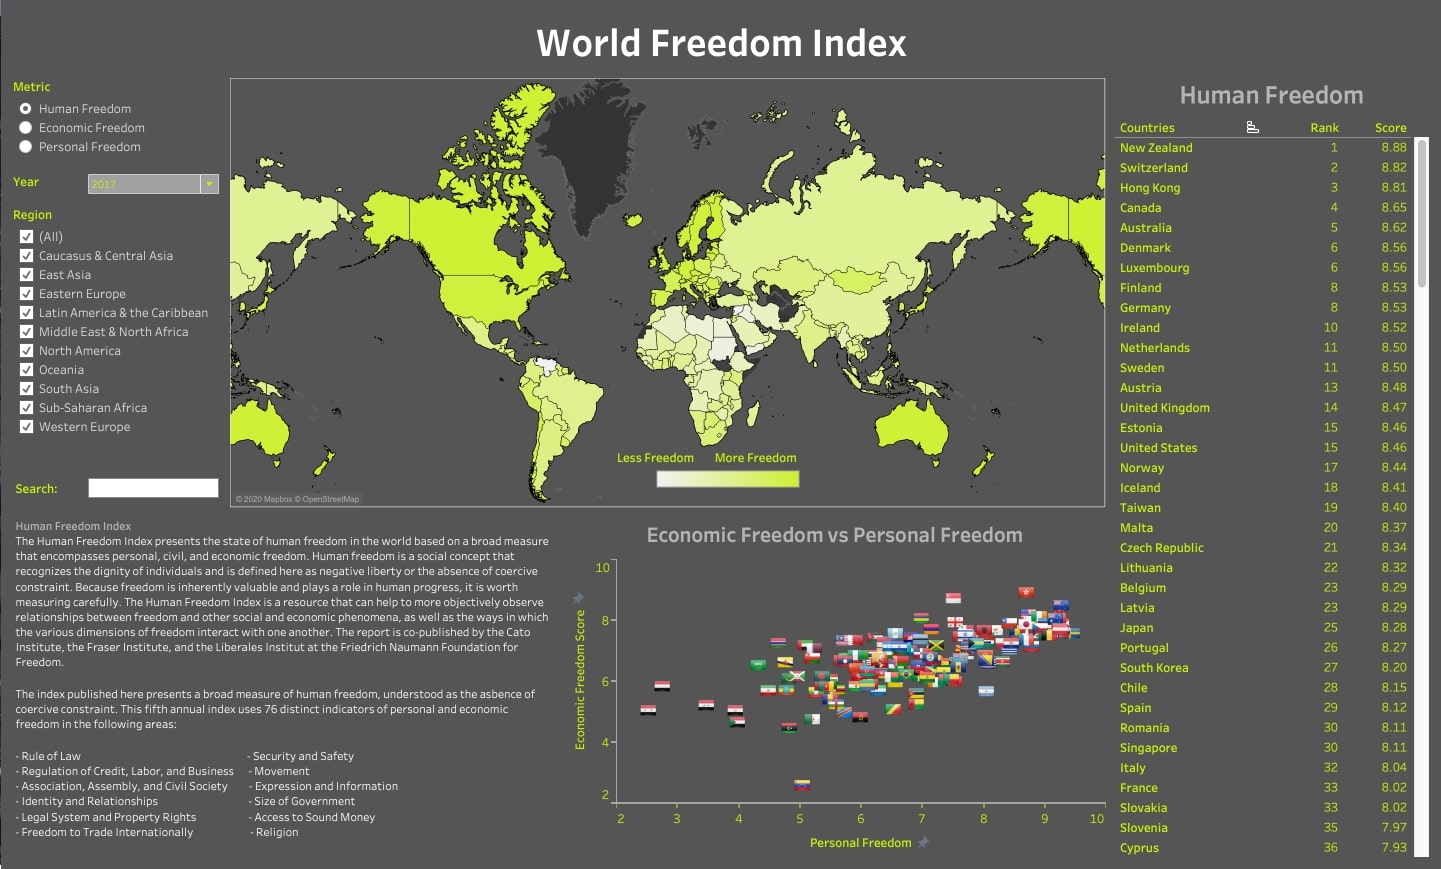 World Freedom Index
Metric
Human Freedom
Economic Freedom
Personal Freedom
Year
2017
Region
(All)
Caucasus & Central Asia
East Asia
Eastern Europe
Latin America & the Caribbean
Middle East & North Africa
North America
Oceania
South Asia
Sub-Saharan Africa
Western Europe
Search:
Less Freedom More Freedom
© 2020 Mapbox © OpenStreetMap
Human Freedom Index
The Human Freedom Index presents the state of human freedom in the world based on a broad measure
that encompasses personal, civil, and economic freedom. Human freedom is a social concept that
recognizes the dignity of individuals and is defined here as negative liberty or the absence of coercive
constraint. Because freedom is inherently valuable and plays a role in human progress, it is worth
measuring carefully. The Human Freedom Index is a resource that can help to more objectively observe
relationships between freedom and other social and economic phenomena, as well as the ways in which
the various dimensions of freedom interact with one another. The report is co-published by the Cato
Institute, the Fraser Institute, and the Liberales Institut at the Friedrich Naumann Foundation for
Freedom.
The index published here presents a broad measure of human freedom, understood as the asbence of
coercive constraint. This fifth annual index uses 76 distinct indicators of personal and economic
freedom in the following areas:
- Rule of Law - Security and Safety
- Regulation of Credit, Labor, and Business - Movement
- Association, Assembly, and Civil Society - Expression and Information
- Identity and Relationships - Size of Government
- Legal System and Property Rights - Access to Sound Money
- Freedom to Trade Internationally - Religion
Economic Freedom vs Personal Freedom
Economic Freedom Score
10
8
6
4
2
2 3 4 5 6 7 8 9 10
Personal Freedom
Human Freedom
Countries Rank Score
New Zealand 1 8.88
Switzerland 2 8.82
Hong Kong 3 8.81
Canada 4 8.65
Australia 5 8.62
Denmark 6 8.56
Luxembourg 6 8.56
Finland 8 8.53
Germany 8 8.53
Ireland 10 8.52
Netherlands 11 8.50
Sweden 11 8.50
Austria 13 8.48
United Kingdom 14 8.47
Estonia 15 8.46
United States 15 8.46
Norway 17 8.44
Iceland 18 8.41
Taiwan 19 8.40
Malta 20 8.37
Czech Republic 21 8.34
Lithuania 22 8.32
Belgium 23 8.29
Latvia 23 8.29
Japan 25 8.28
Portugal 26 8.27
South Korea 27 8.20
Chile 28 8.15
Spain 29 8.12
Romania 30 8.11
Singapore 30 8.11
Italy 32 8.04
France 33 8.02
Slovakia 33 8.02
Slovenia 35 7.97
Cyprus 36 7.93